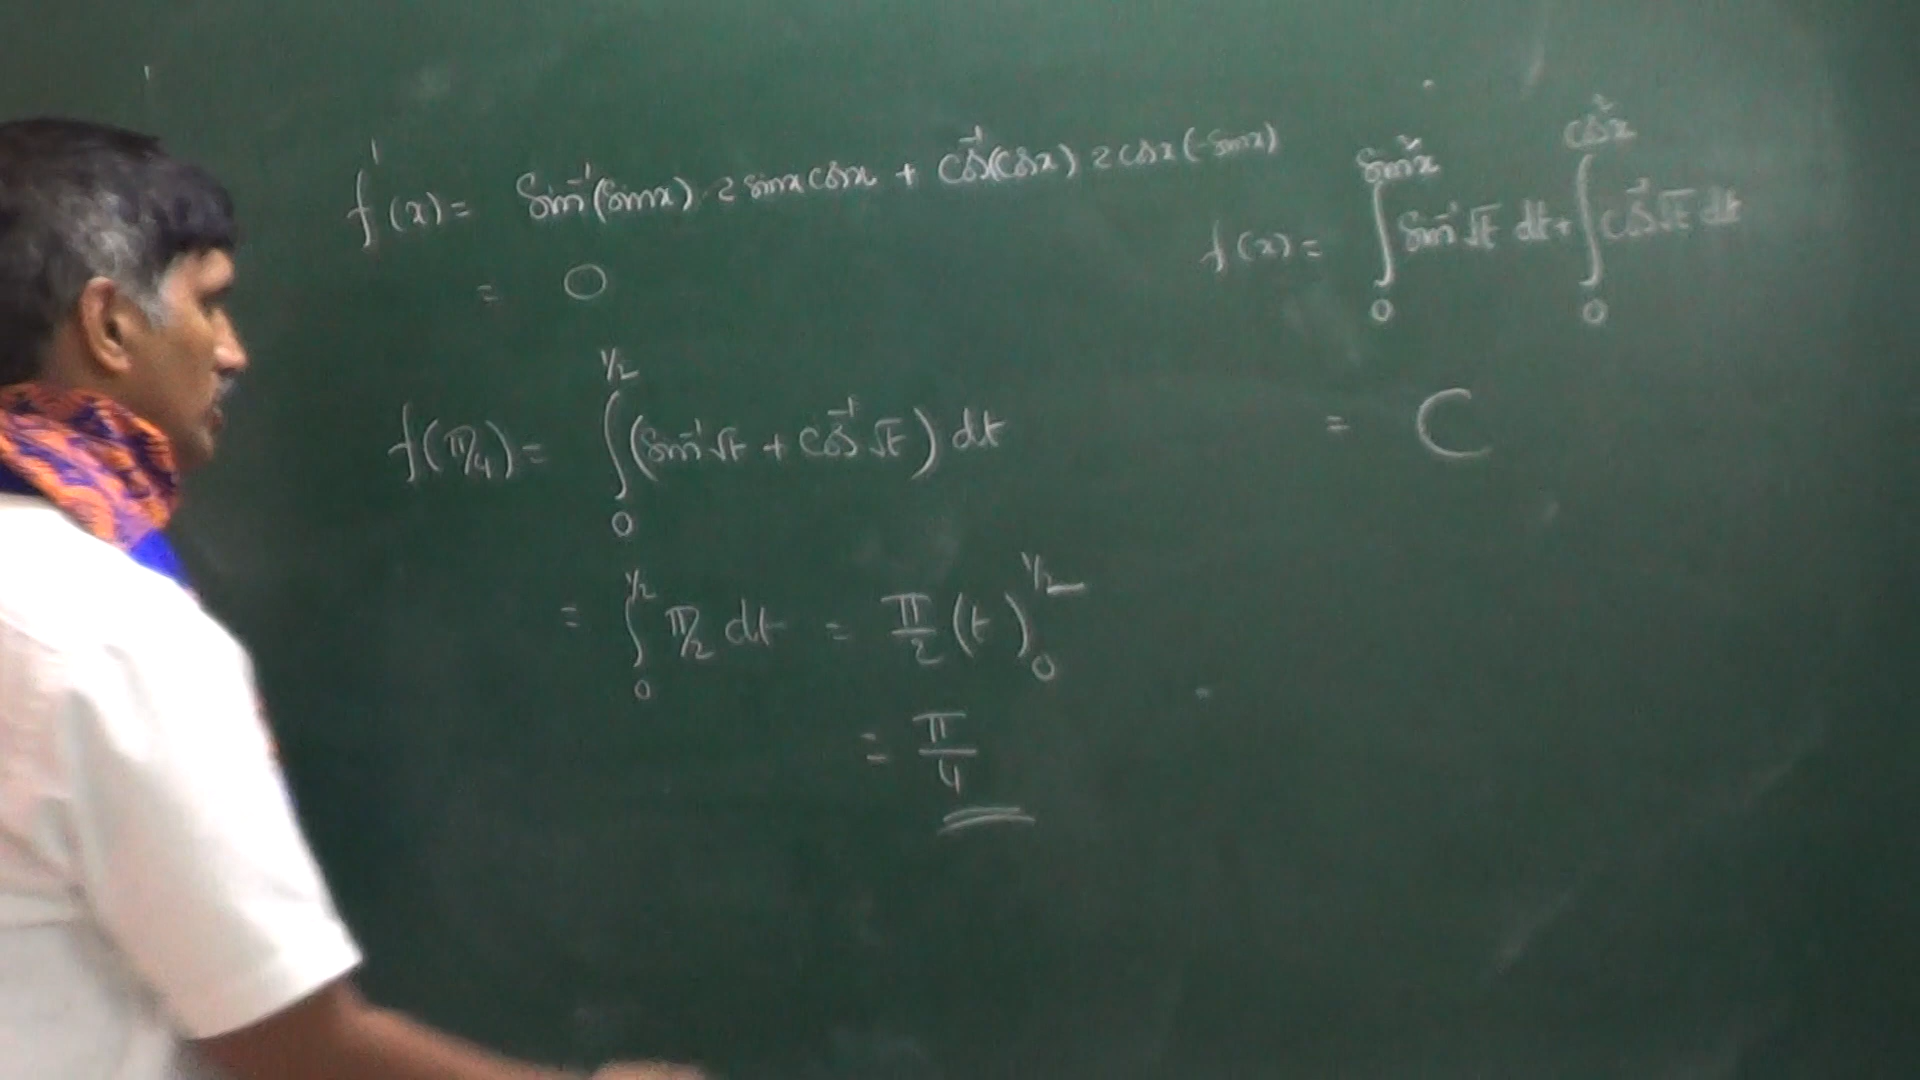 f'(x) = Sin⁻¹(Sinx) 2 sinx cosx + Cos⁻¹(Cosx) 2 cosx (-Sinx)
= 0
f(x) = ∫₀^{Sin²x} Sin⁻¹√t dt + ∫₀^{Cos²x} Cos⁻¹√t dt
= C
f(π/4) = ∫₀^{1/2} (Sin⁻¹√t + Cos⁻¹√t) dt
= ∫₀^{1/2} π/2 dt = π/2 (t)₀^{1/2}
= π/4